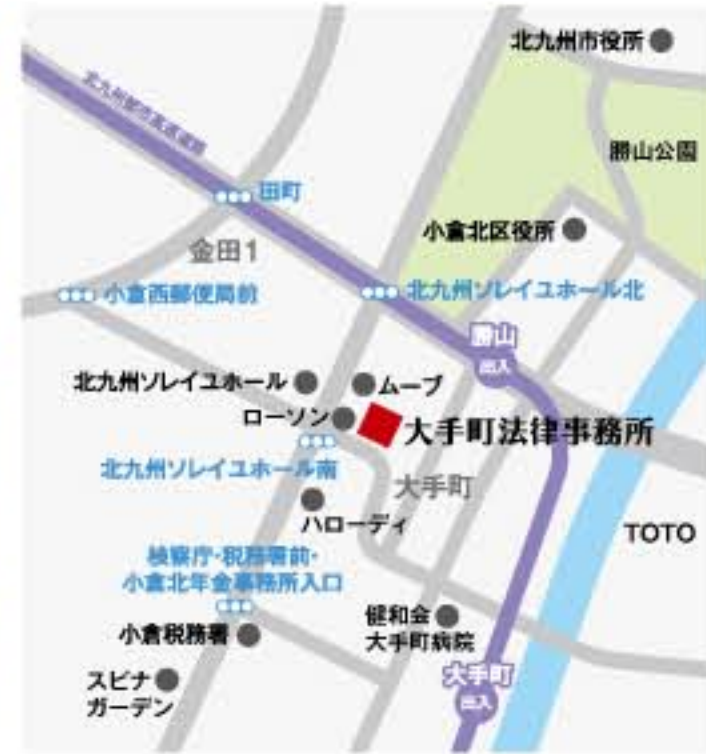 北九州市役所
北九州都市高速道路
勝山公園
田町
小倉北区役所
金田1
小倉西郵便局前
北九州ソレイユホール北
勝山
出入
北九州ソレイユホール
ムーブ
ローソン
大手町法律事務所
北九州ソレイユホール南
大手町
ハローディ
TOTO
検察庁・税務署前・
小倉北年金事務所入口
健和会
大手町病院
小倉税務署
スピナ
ガーデン
大手町
出入